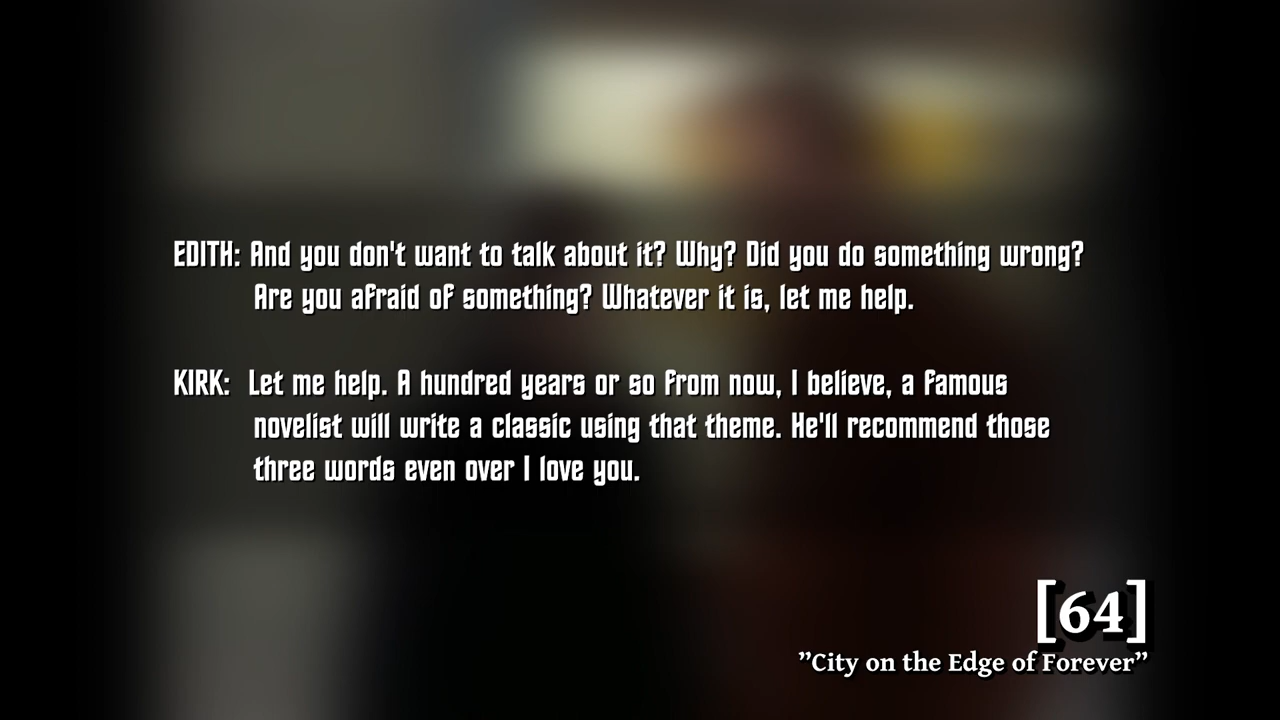 EDITH: And you don't want to talk about it? Why? Did you do something wrong?
Are you afraid of something? Whatever it is, let me help.
KIRK: Let me help. A hundred years or so from now, I believe, a famous
novelist will write a classic using that theme. He'll recommend those
three words even over I love you.
[64]
”City on the Edge of Forever”